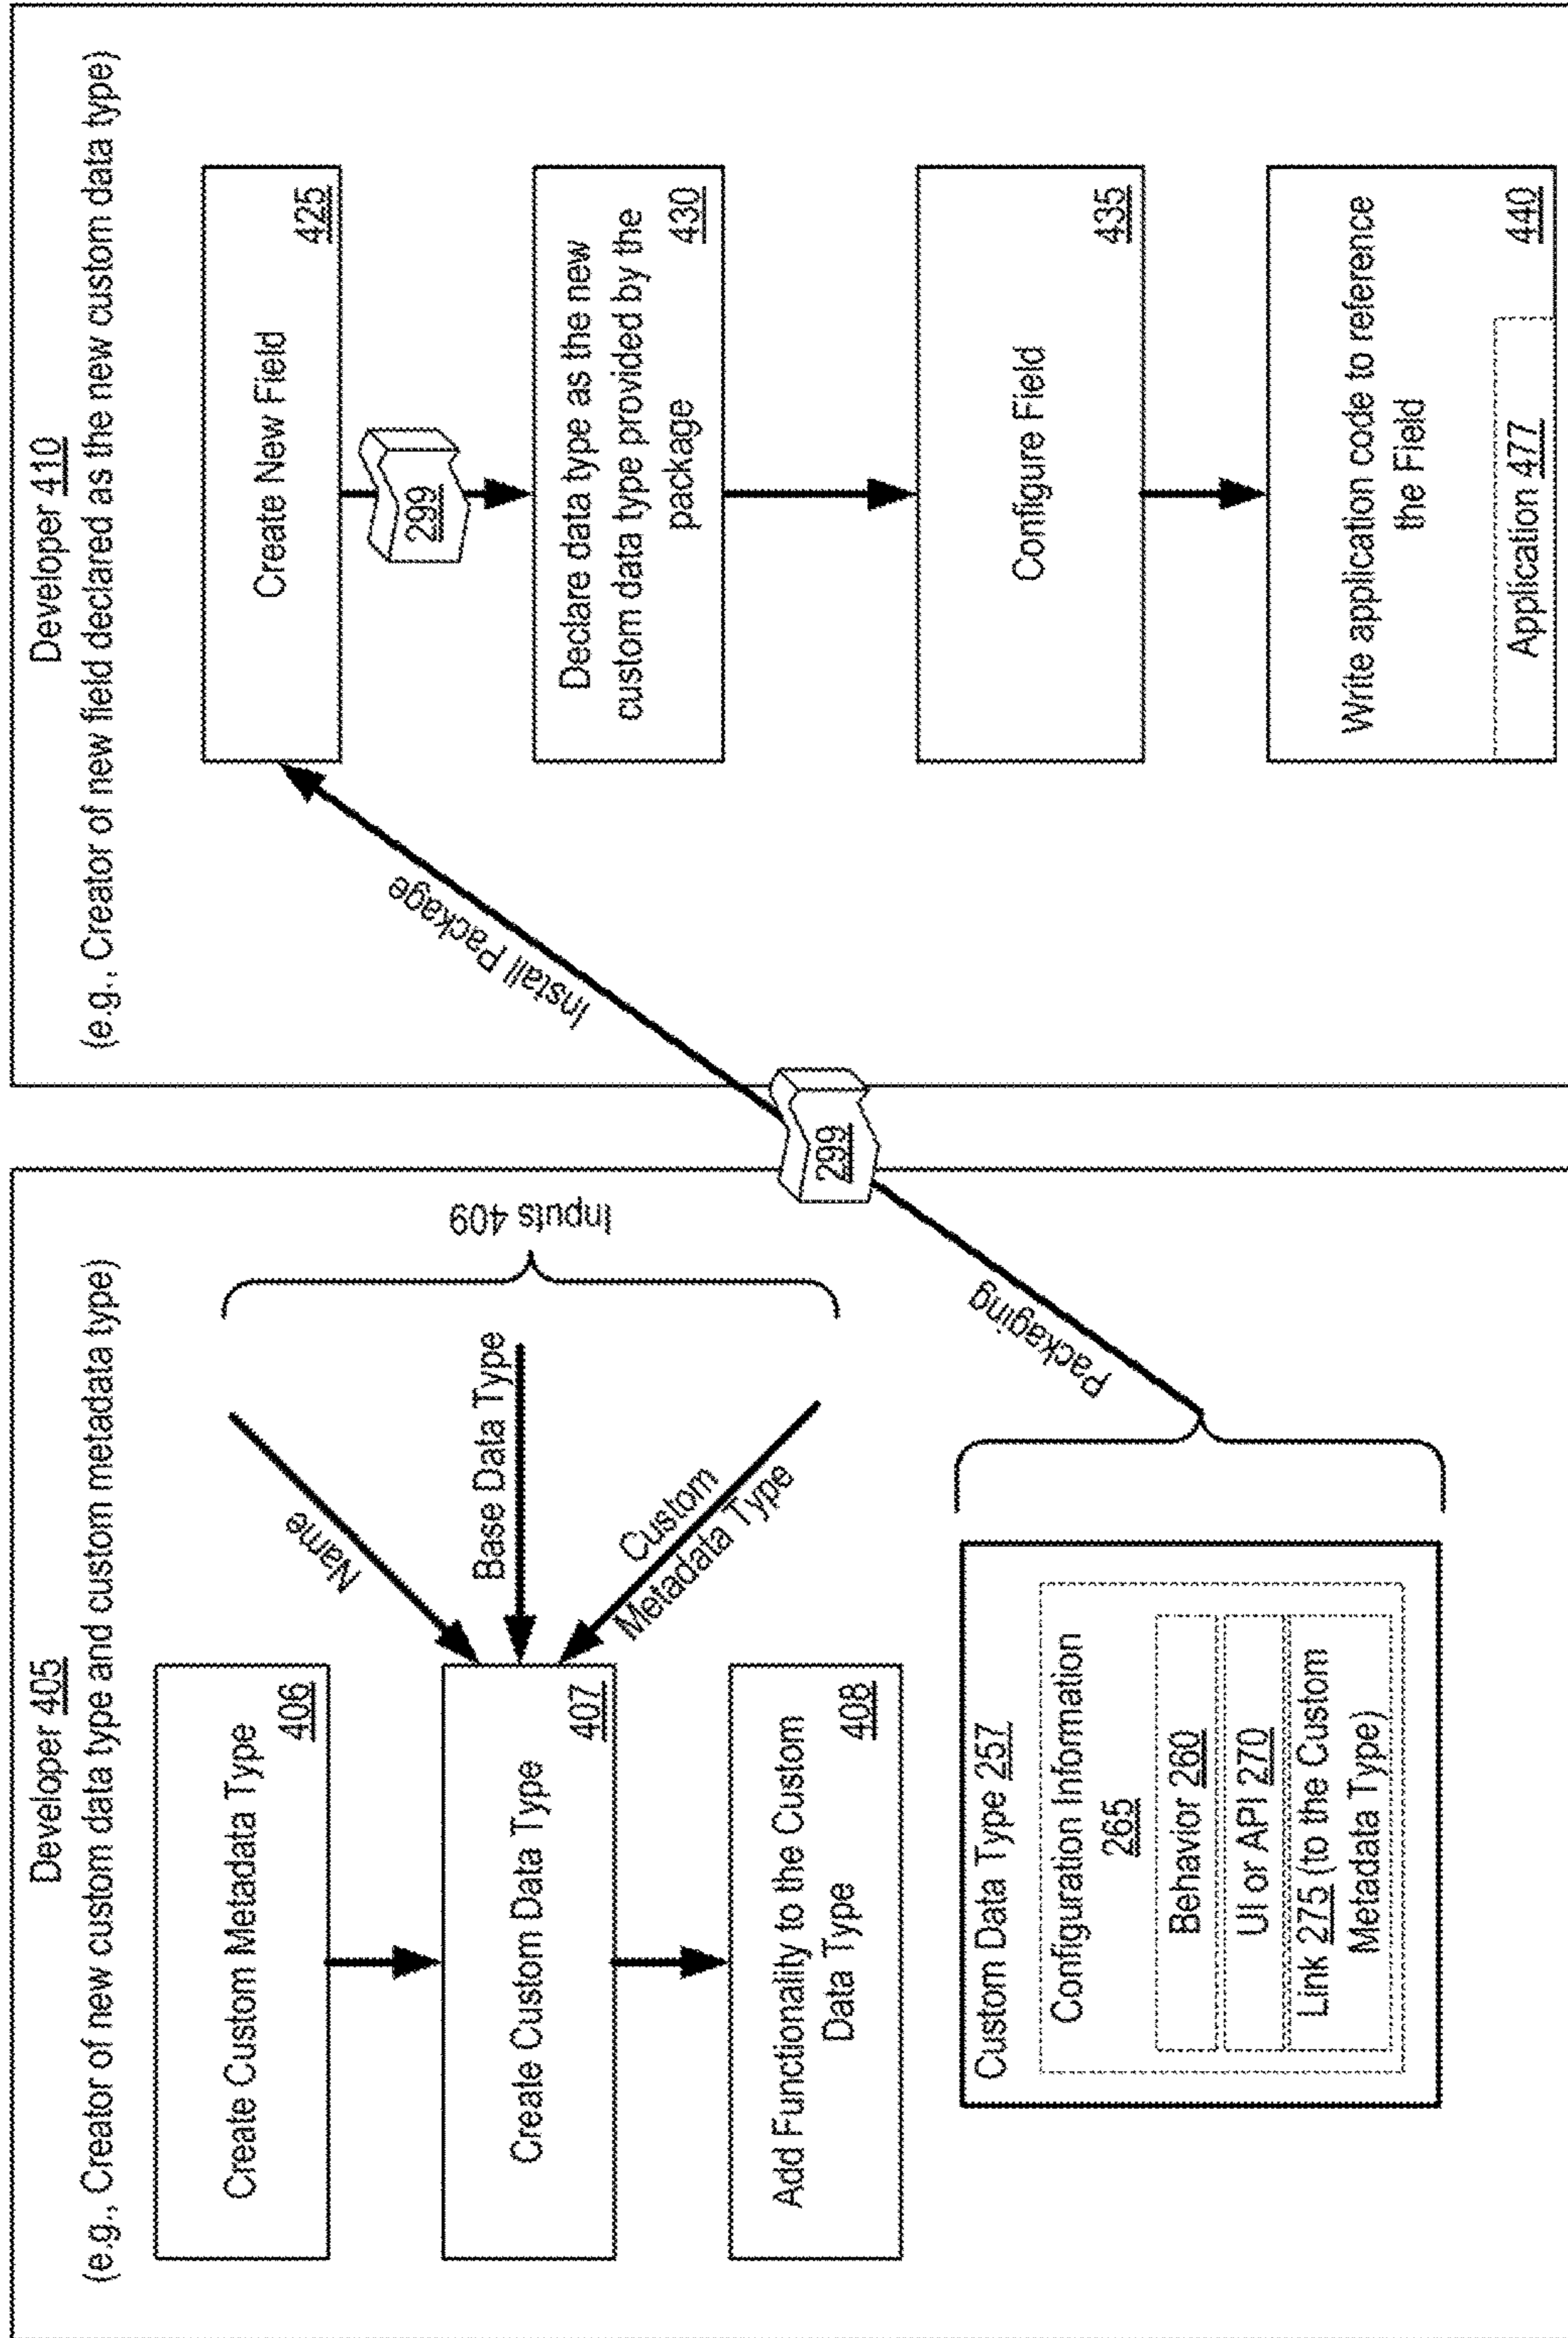 Developer 405
(e.g., Creator of new custom data type and custom metadata type)
Create Custom Metadata Type
406
Create Custom Data Type
407
Add Functionality to the Custom
Data Type
408
Name
Base Data Type
Custom
Metadata Type
Inputs 409
Custom Data Type 257
Configuration Information
265
Behavior 260
UI or API 270
Link 275 (to the Custom
Metadata Type)
Packaging
299
Install Package
Developer 410
(e.g., Creator of new field declared as the new custom data type)
Create New Field
425
299
Declare data type as the new
custom data type provided by the
package
430
Configure Field
435
Write application code to reference
the Field
440
Application 477